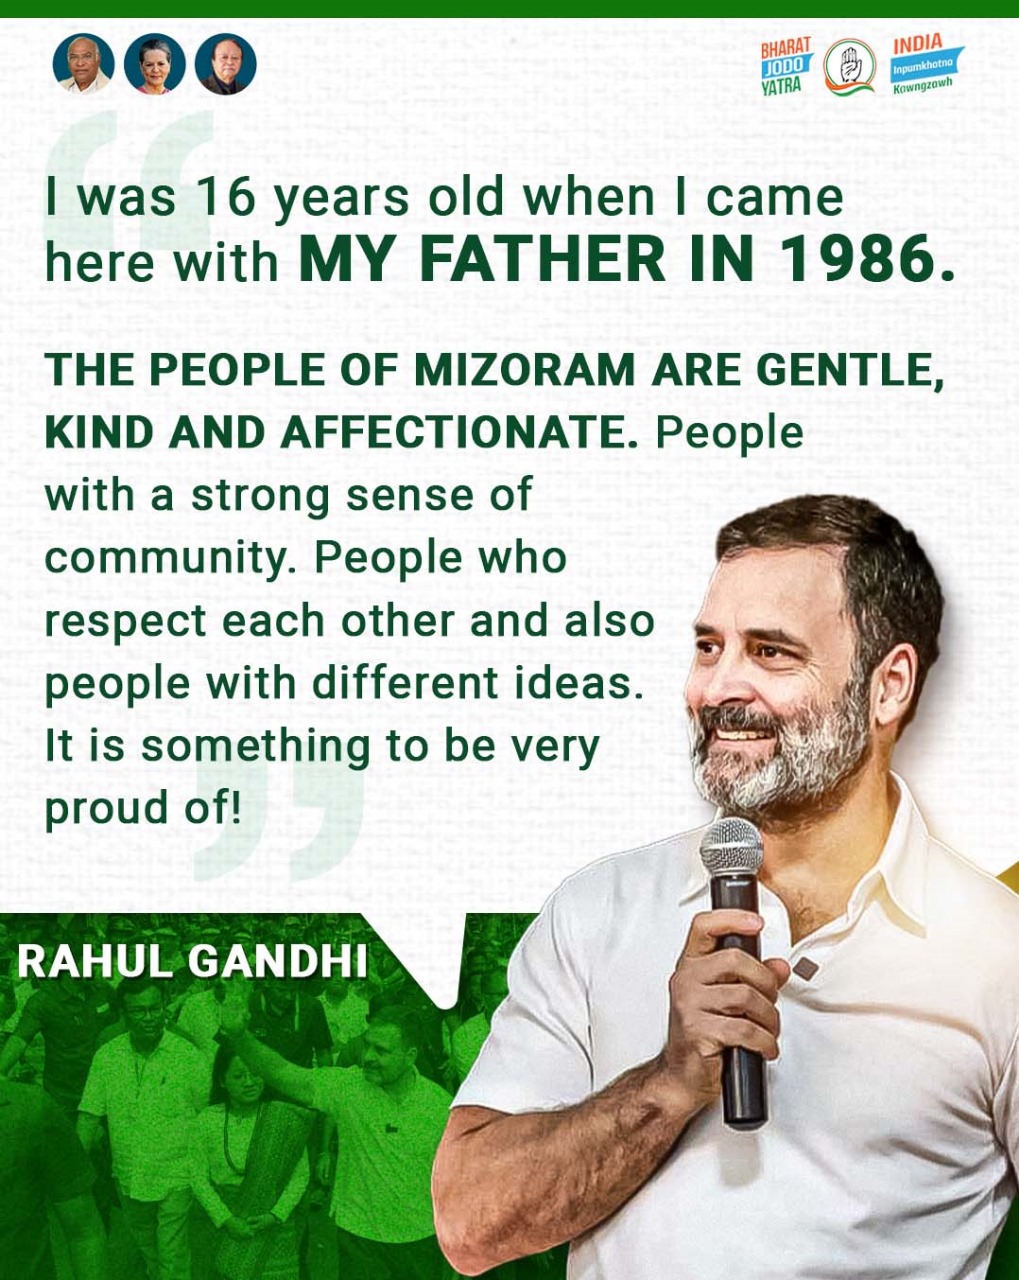 BHARAT
JODO
YATRA
INDIA
Inpumkhatna
Kawngzawh
I was 16 years old when I came
here with MY FATHER IN 1986.
THE PEOPLE OF MIZORAM ARE GENTLE,
KIND AND AFFECTIONATE. People
with a strong sense of
community. People who
respect each other and also
people with different ideas.
It is something to be very
proud of!
RAHUL GANDHI